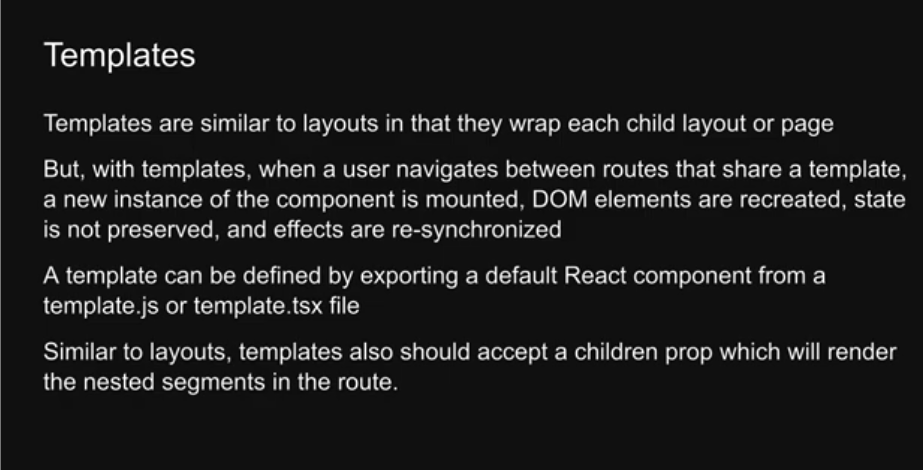 Templates
Templates are similar to layouts in that they wrap each child layout or page
But, with templates, when a user navigates between routes that share a template,
a new instance of the component is mounted, DOM elements are recreated, state
is not preserved, and effects are re-synchronized
A template can be defined by exporting a default React component from a
template.js or template.tsx file
Similar to layouts, templates also should accept a children prop which will render
the nested segments in the route.